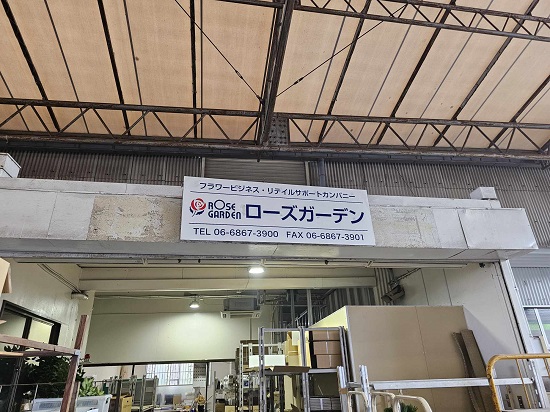 フラワービジネス・リテイルサポートカンパニー
ROSE GARDEN ローズガーデン
TEL 06-6867-3900 FAX 06-6867-3901